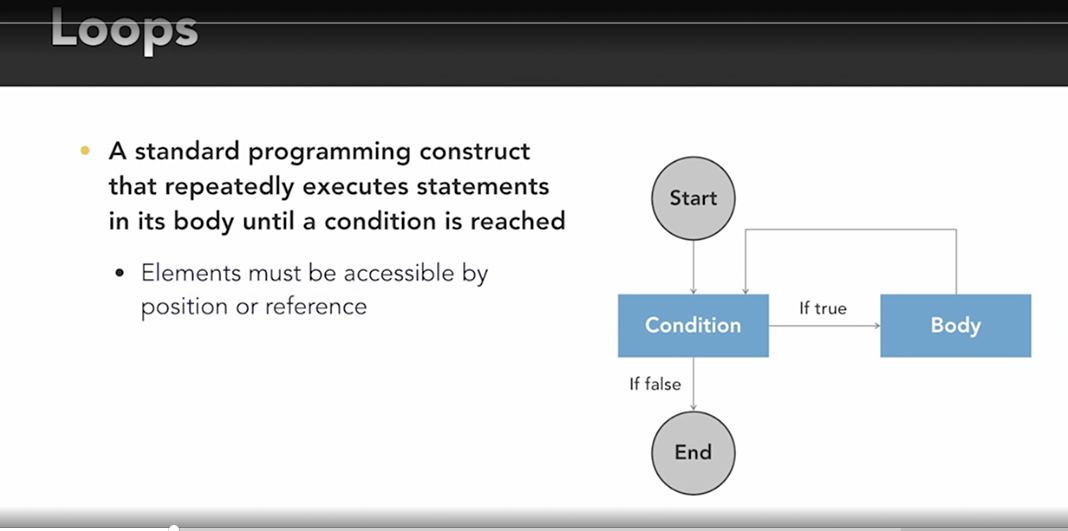 Loops
• A standard programming construct
that repeatedly executes statements
in its body until a condition is reached
• Elements must be accessible by
position or reference
Start
Condition
If true
Body
If false
End